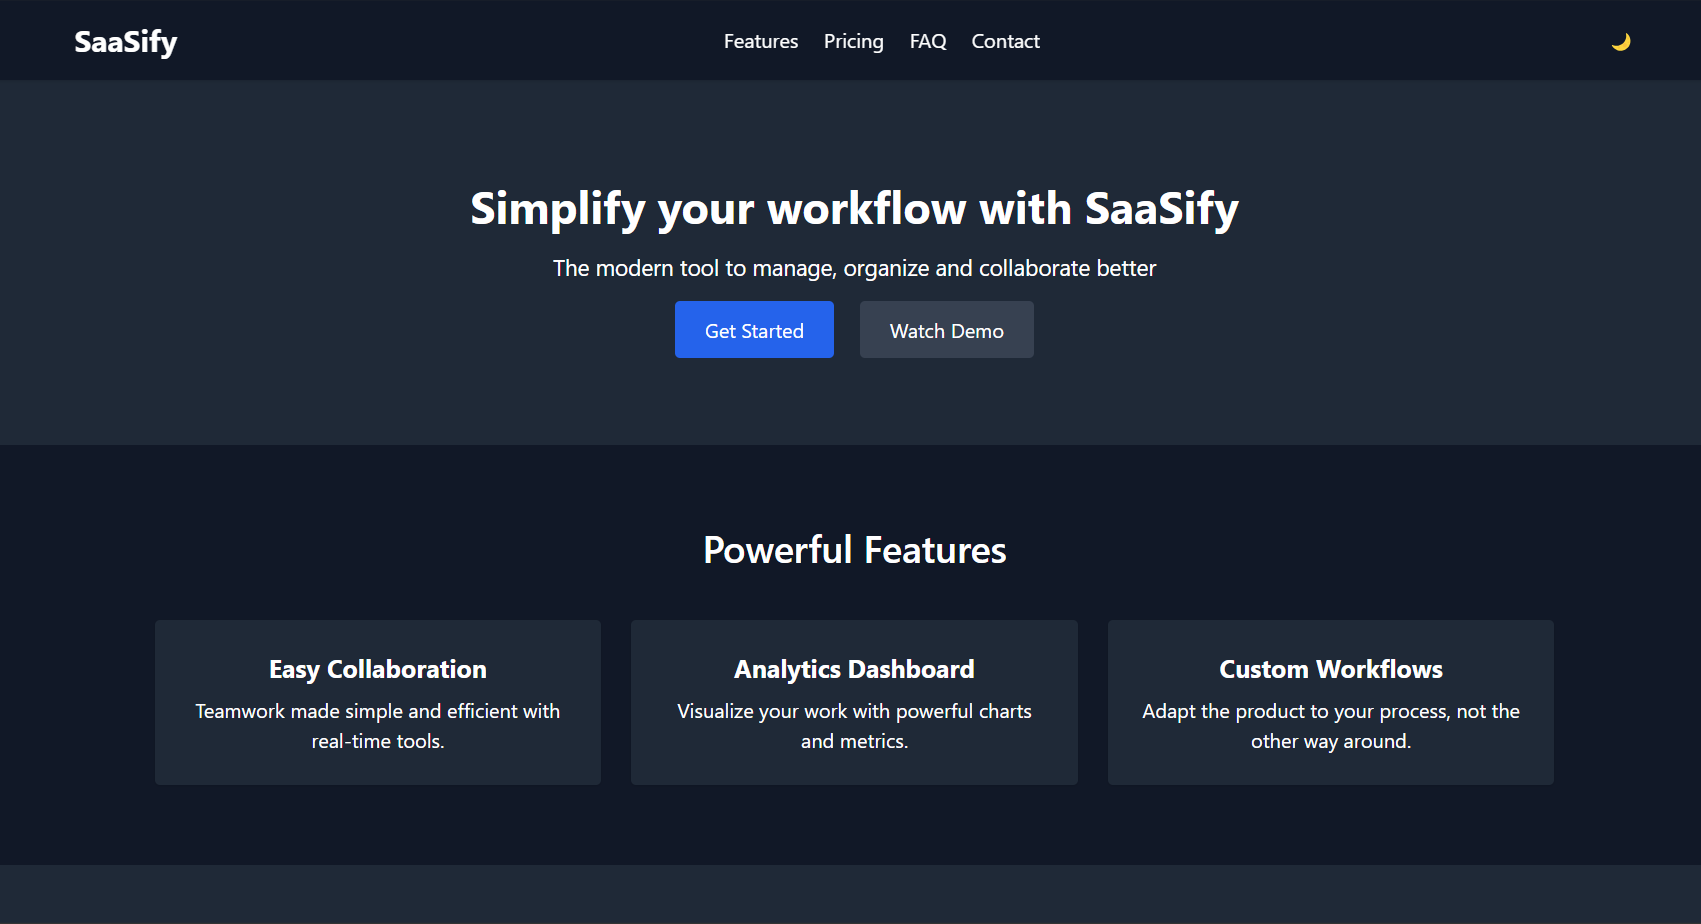 SaaSify
Features Pricing FAQ Contact
Simplify your workflow with SaaSify
The modern tool to manage, organize and collaborate better
Get Started
Watch Demo
Powerful Features
Easy Collaboration
Teamwork made simple and efficient with
real-time tools.
Analytics Dashboard
Visualize your work with powerful charts
and metrics.
Custom Workflows
Adapt the product to your process, not the
other way around.